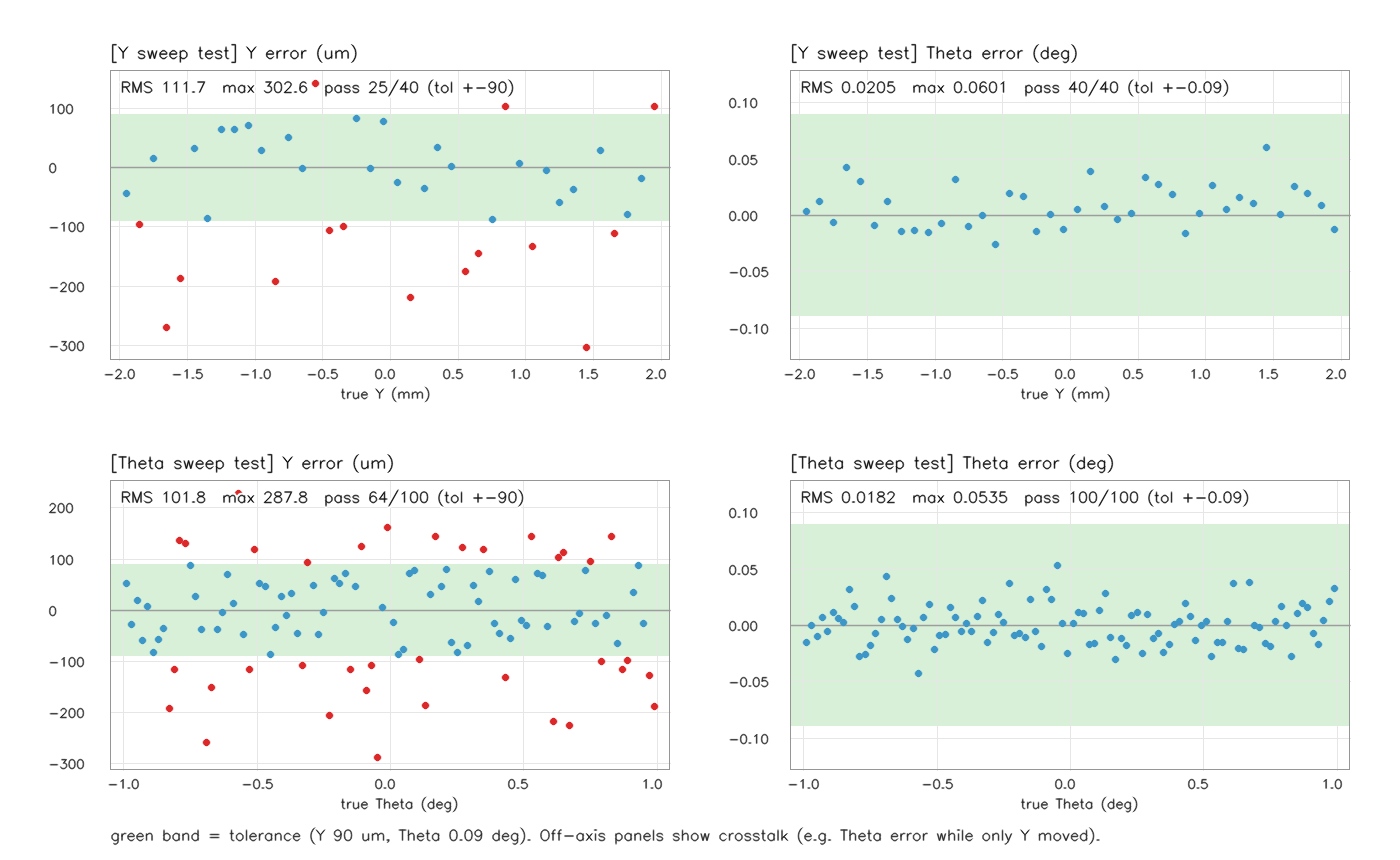 [Y sweep test] Y error (um)
RMS 111.7 max 302.6 pass 25/40 (tol +-90)
100
0
-100
-200
-300
-2.0 -1.5 -1.0 -0.5 0.0 0.5 1.0 1.5 2.0
true Y (mm)
[Y sweep test] Theta error (deg)
RMS 0.0205 max 0.0601 pass 40/40 (tol +-0.09)
0.10
0.05
0.00
-0.05
-0.10
-2.0 -1.5 -1.0 -0.5 0.0 0.5 1.0 1.5 2.0
true Y (mm)
[Theta sweep test] Y error (um)
RMS 101.8 max 287.8 pass 64/100 (tol +-90)
200
100
0
-100
-200
-300
-1.0 -0.5 0.0 0.5 1.0
true Theta (deg)
[Theta sweep test] Theta error (deg)
RMS 0.0182 max 0.0535 pass 100/100 (tol +-0.09)
0.10
0.05
0.00
-0.05
-0.10
-1.0 -0.5 0.0 0.5 1.0
true Theta (deg)
green band = tolerance (Y 90 um, Theta 0.09 deg). Off-axis panels show crosstalk (e.g. Theta error while only Y moved).